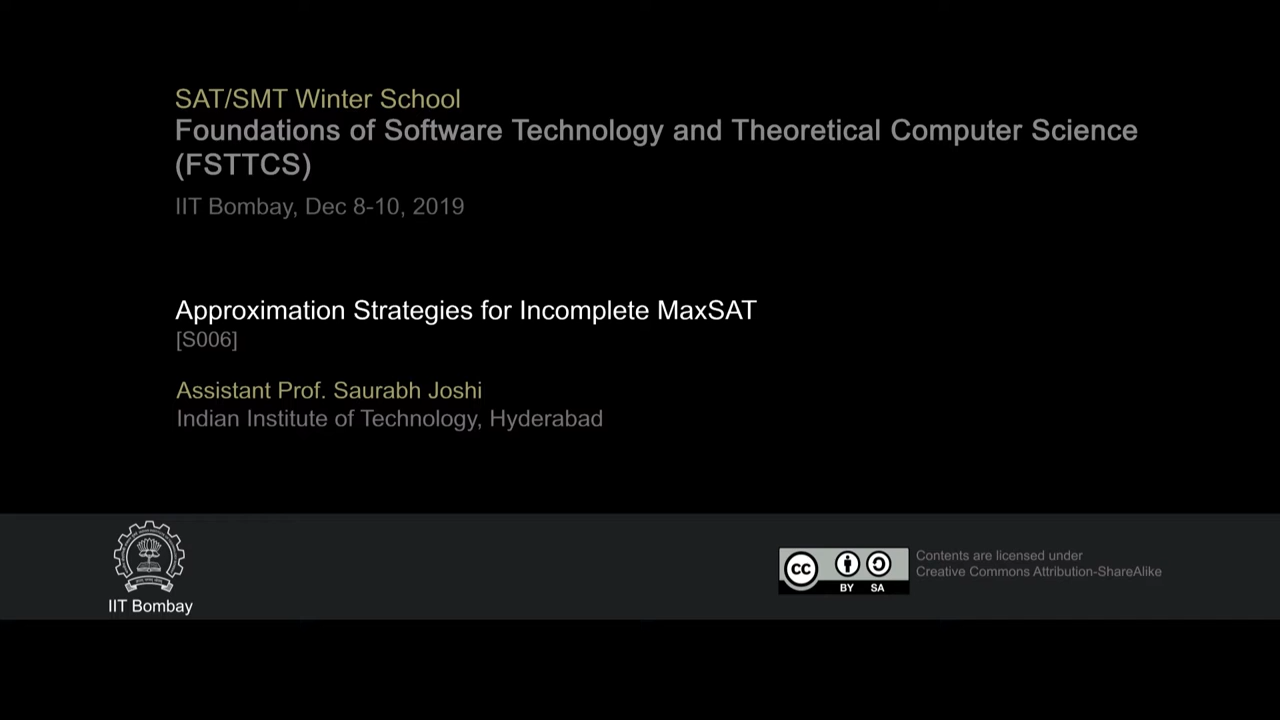 SAT/SMT Winter School
Foundations of Software Technology and Theoretical Computer Science
(FSTTCS)
IIT Bombay, Dec 8-10, 2019
Approximation Strategies for Incomplete MaxSAT
[S006]
Assistant Prof. Saurabh Joshi
Indian Institute of Technology, Hyderabad
IIT Bombay
CC
BY SA
Contents are licensed under
Creative Commons Attribution-ShareAlike